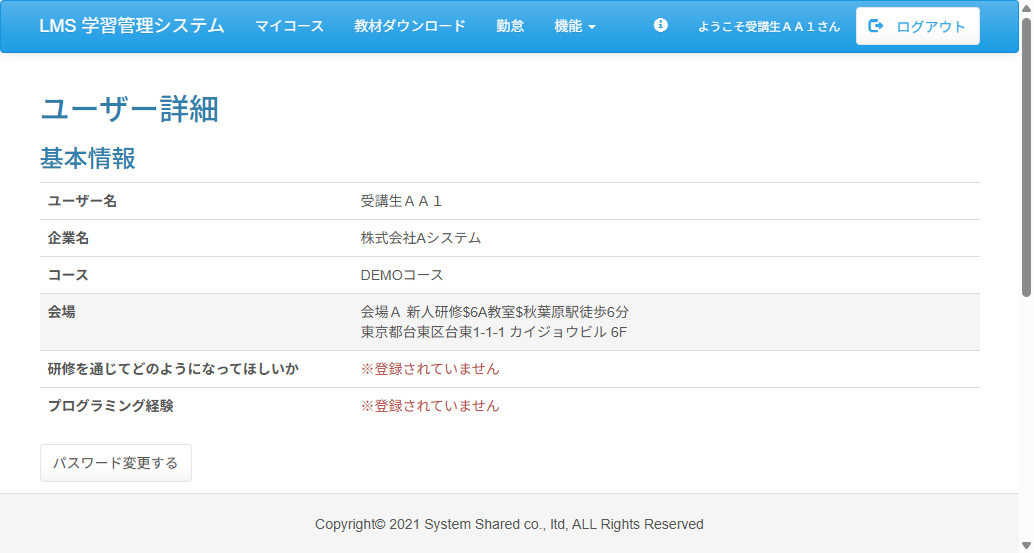 LMS 学習管理システム マイコース 教材ダウンロード 勤怠 機能 ようこそ受講生ＡＡ１さん ログアウト
ユーザー詳細
基本情報
ユーザー名 受講生ＡＡ１
企業名 株式会社Aシステム
コース DEMOコース
会場 会場Ａ 新人研修$6A教室$秋葉原駅徒歩6分
東京都台東区台東1-1-1 カイジョウビル 6F
研修を通じてどのようになってほしいか ※登録されていません
プログラミング経験 ※登録されていません
パスワード変更する
Copyright© 2021 System Shared co., ltd, ALL Rights Reserved